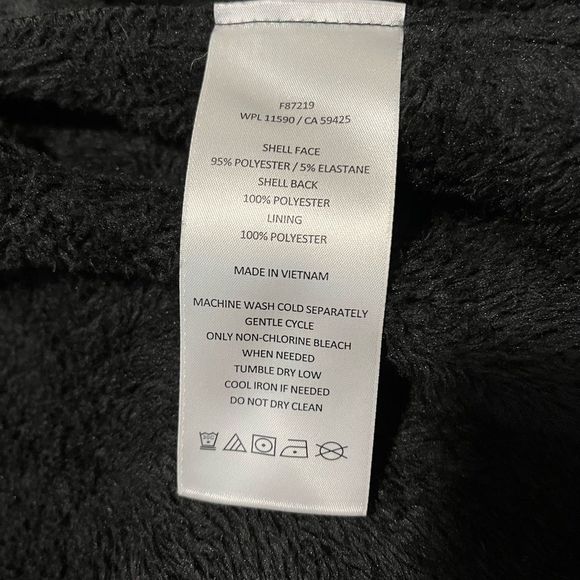 F87219
WPL 11590 / CA 59425
SHELL FACE
95% POLYESTER / 5% ELASTANE
SHELL BACK
100% POLYESTER
LINING
100% POLYESTER
MADE IN VIETNAM
MACHINE WASH COLD SEPARATELY
GENTLE CYCLE
ONLY NON-CHLORINE BLEACH
WHEN NEEDED
TUMBLE DRY LOW
COOL IRON IF NEEDED
DO NOT DRY CLEAN